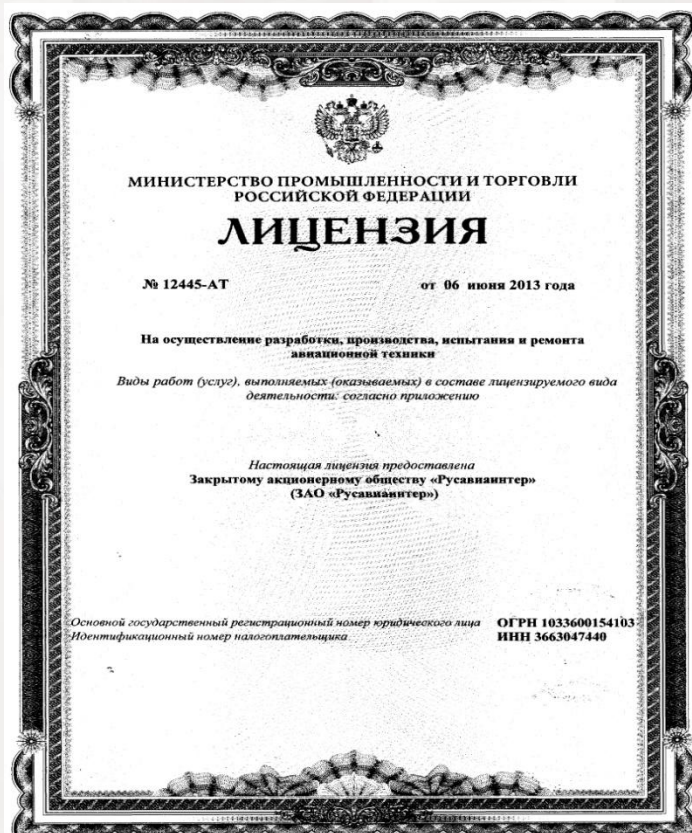 МИНИСТЕРСТВО ПРОМЫШЛЕННОСТИ И ТОРГОВЛИ
РОССИЙСКОЙ ФЕДЕРАЦИИ
ЛИЦЕНЗИЯ
№ 12445-АТ от 06 июня 2013 года
На осуществление разработки, производства, испытания и ремонта
авиационной техники
Виды работ (услуг), выполняемых (оказываемых) в составе лицензируемого вида
деятельности: согласно приложению
Настоящая лицензия предоставлена
Закрытому акционерному обществу «Русавиаинтер»
(ЗАО «Русавиаинтер»)
Основной государственный регистрационный номер юридического лица ОГРН 1033600154103
Идентификационный номер налогоплательщика ИНН 3663047440